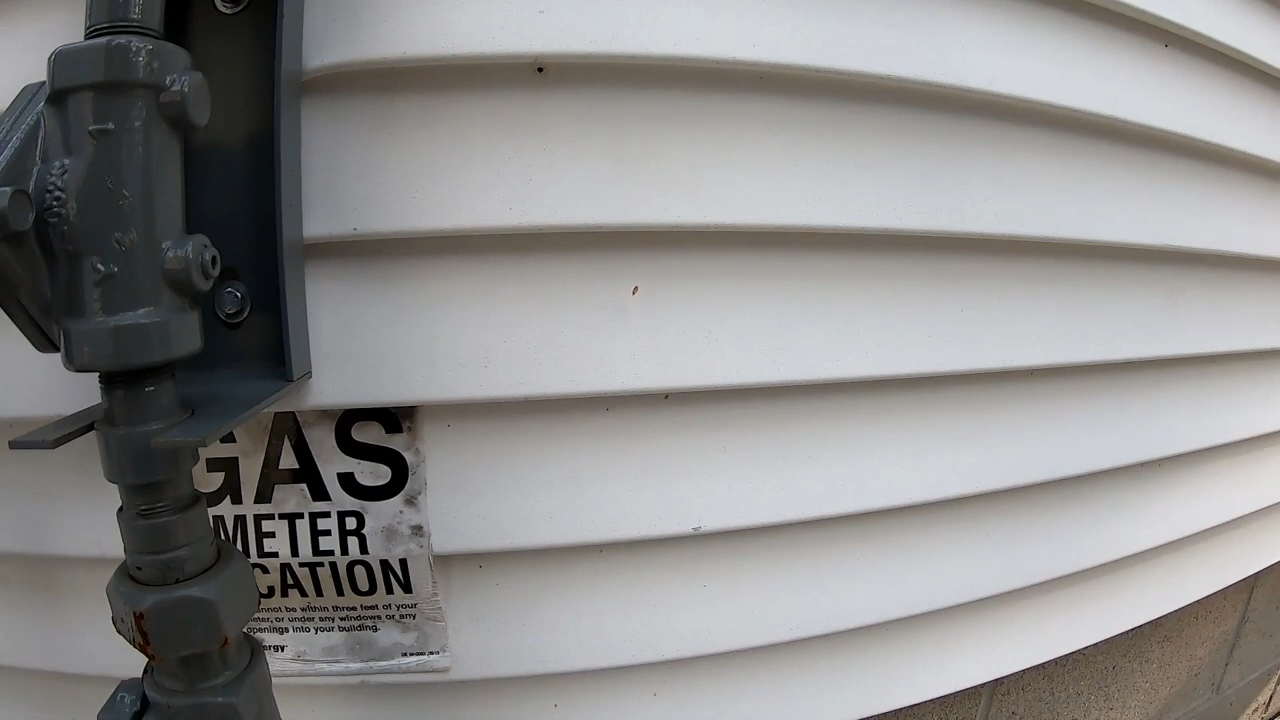 GAS
METER
CATION
annot be within three feet of your
eter, or under any windows or any
openings into your building.
ergy